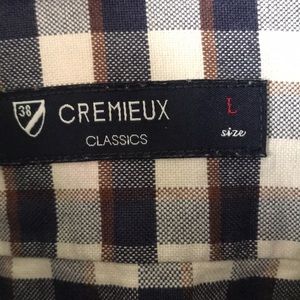 38 CREMIEUX L
CLASSICS size